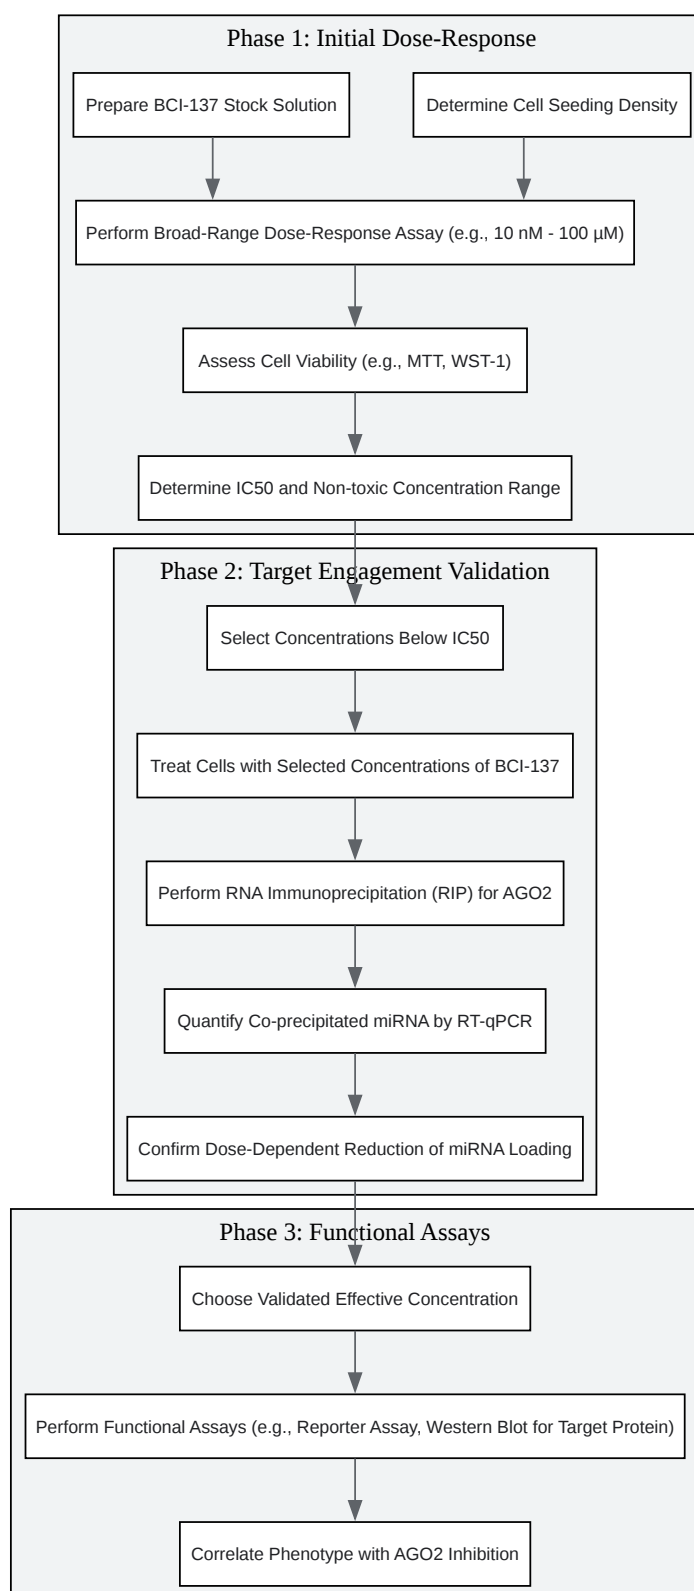 Phase 1: Initial Dose-Response
Prepare BCI-137 Stock Solution
Determine Cell Seeding Density
Perform Broad-Range Dose-Response Assay (e.g., 10 nM - 100 µM)
Assess Cell Viability (e.g., MTT, WST-1)
Determine IC50 and Non-toxic Concentration Range
Phase 2: Target Engagement Validation
Select Concentrations Below IC50
Treat Cells with Selected Concentrations of BCI-137
Perform RNA Immunoprecipitation (RIP) for AGO2
Quantify Co-precipitated miRNA by RT-qPCR
Confirm Dose-Dependent Reduction of miRNA Loading
Phase 3: Functional Assays
Choose Validated Effective Concentration
Perform Functional Assays (e.g., Reporter Assay, Western Blot for Target Protein)
Correlate Phenotype with AGO2 Inhibition